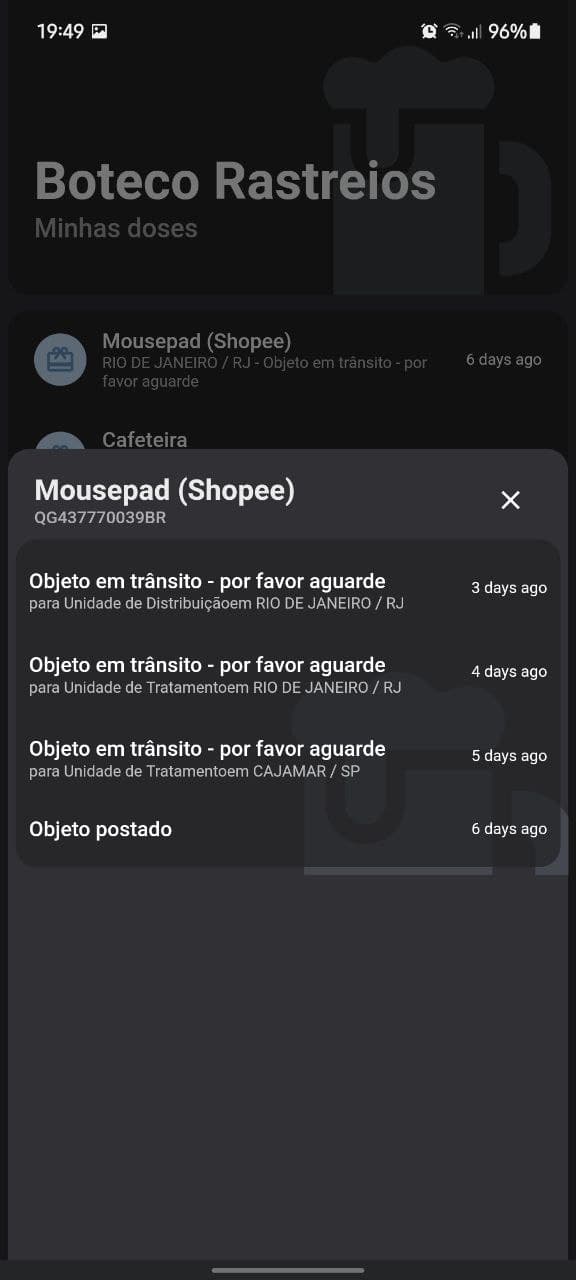 19:49
96%
Boteco Rastreios
Minhas doses
Mousepad (Shopee)
RIO DE JANEIRO / RJ - Objeto em trânsito - por
favor aguarde
6 days ago
Cafeteira
Mousepad (Shopee)
QG437770039BR
Objeto em trânsito - por favor aguarde
para Unidade de Distribuiçãoem RIO DE JANEIRO / RJ
3 days ago
Objeto em trânsito - por favor aguarde
para Unidade de Tratamentoem RIO DE JANEIRO / RJ
4 days ago
Objeto em trânsito - por favor aguarde
para Unidade de Tratamentoem CAJAMAR / SP
5 days ago
Objeto postado
6 days ago